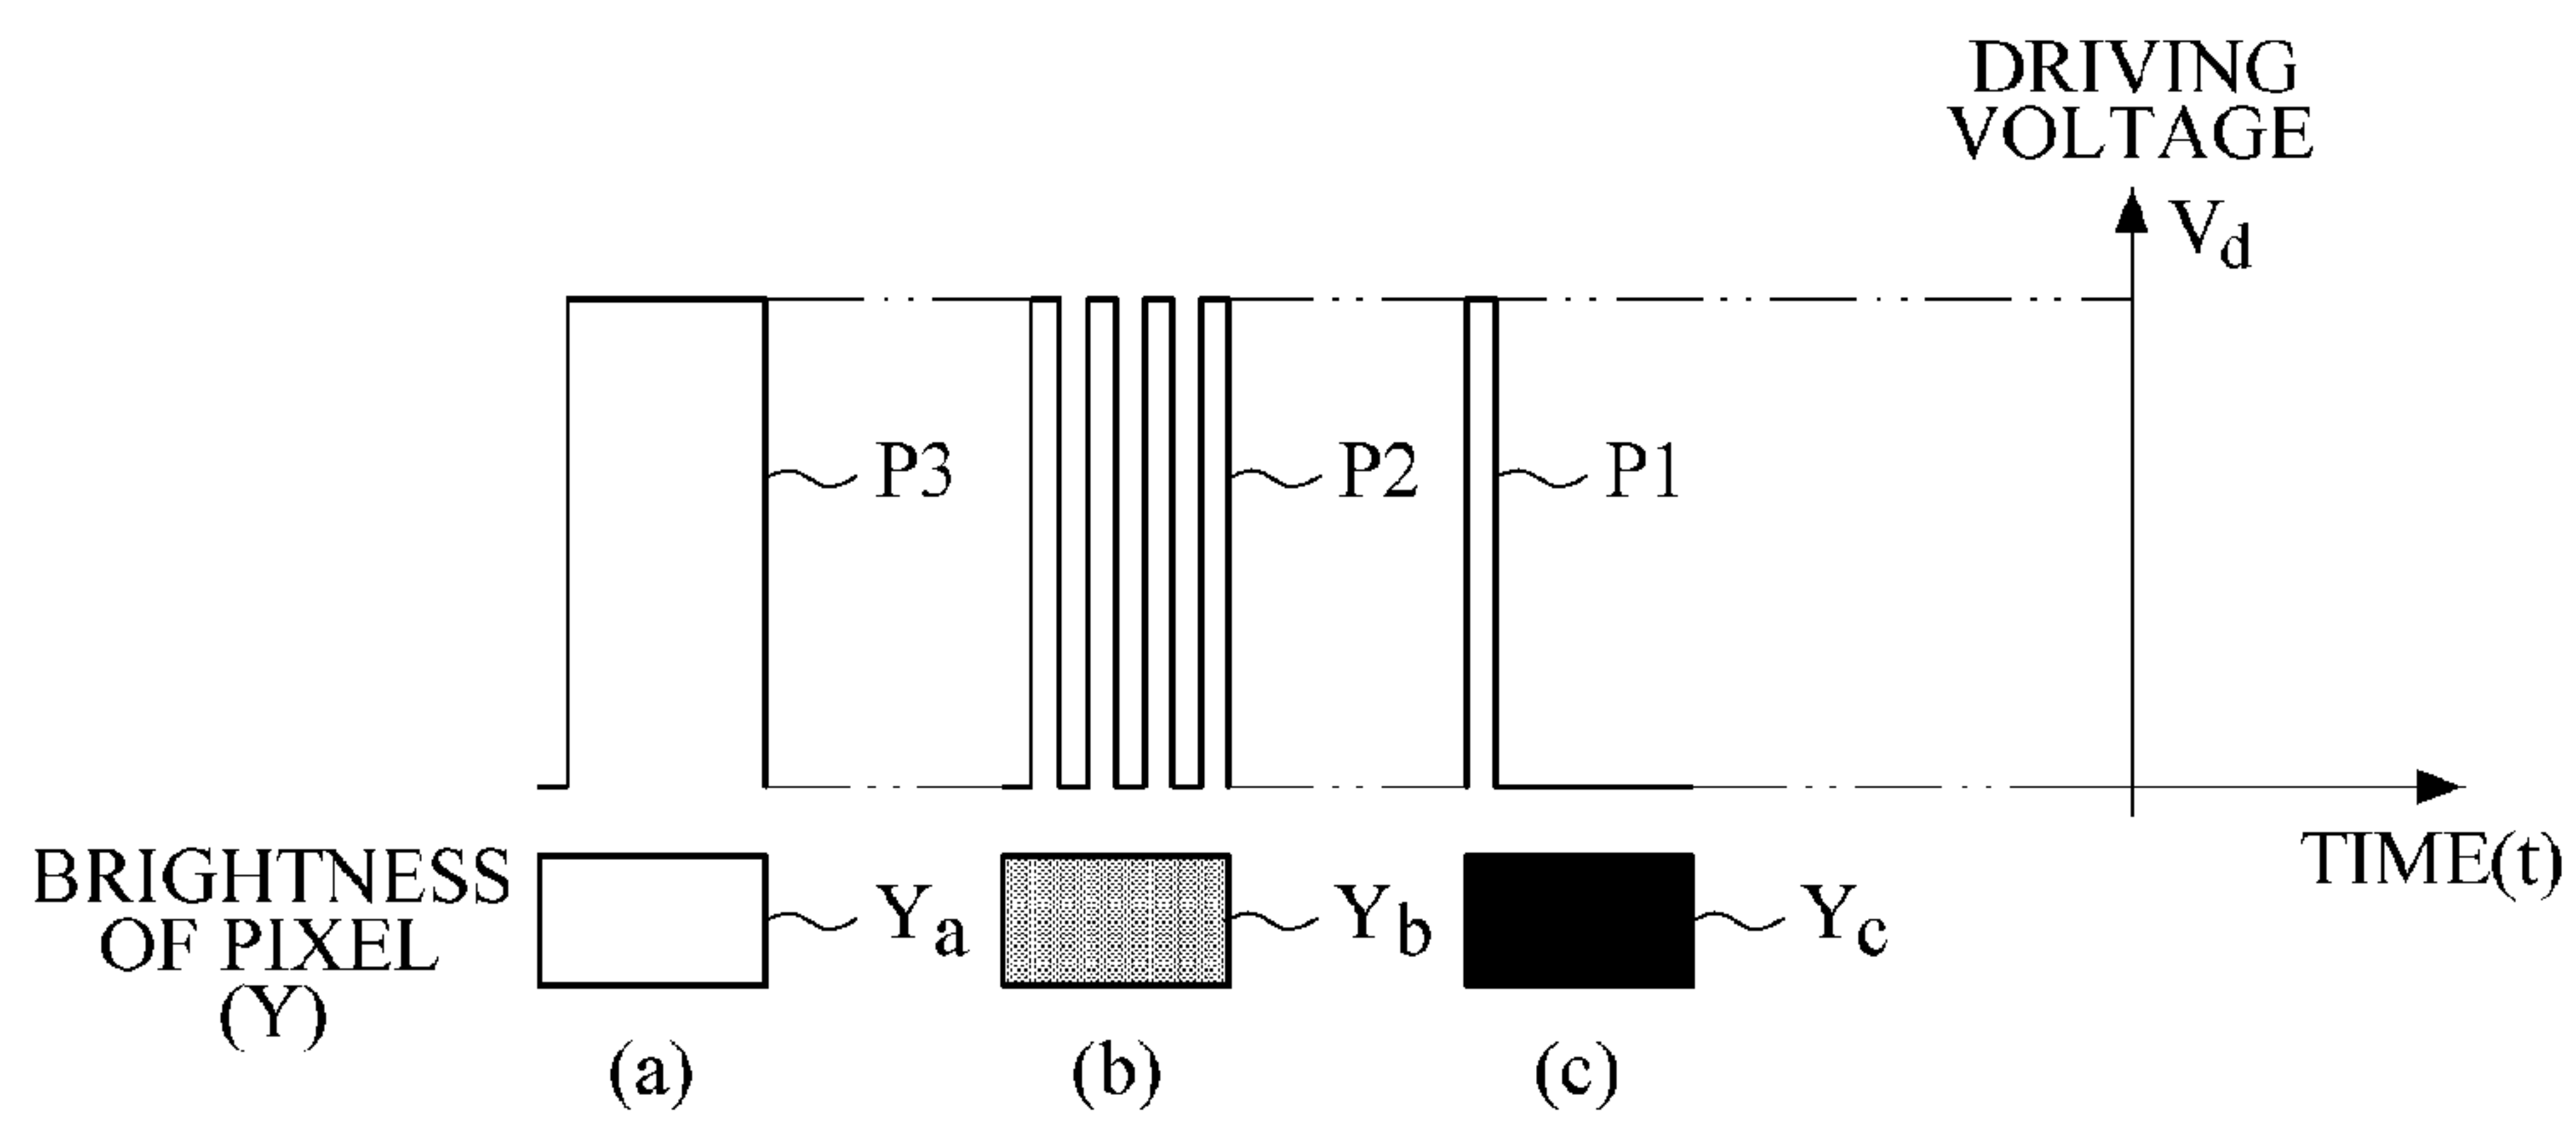 DRIVING
VOLTAGE
Vd
P3
P2
P1
TIME(t)
BRIGHTNESS
OF PIXEL
(Y)
Ya
Yb
Yc
(a)
(b)
(c)